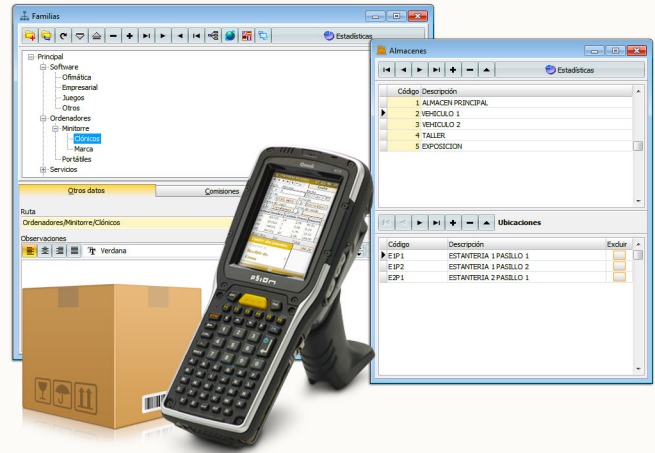 Familias
Estadísticas
Principal
Software
Ofimática
Empresarial
Juegos
Otros
Ordenadores
Minitorre
Clónicos
Marca
Portátiles
Servicios
Otros datos
Comisiones
Ruta
Ordenadores/Minitorre/Clónicos
Observaciones
Verdana
PSION
Almacenes
Estadísticas
Código Descripción
1 ALMACEN PRINCIPAL
2 VEHICULO 1
3 VEHICULO 2
4 TALLER
5 EXPOSICION
Ubicaciones
Código Descripción Excluir
E1P1 ESTANTERIA 1 PASILLO 1
E1P2 ESTANTERIA 1 PASILLO 2
E2P1 ESTANTERIA 2 PASILLO 1